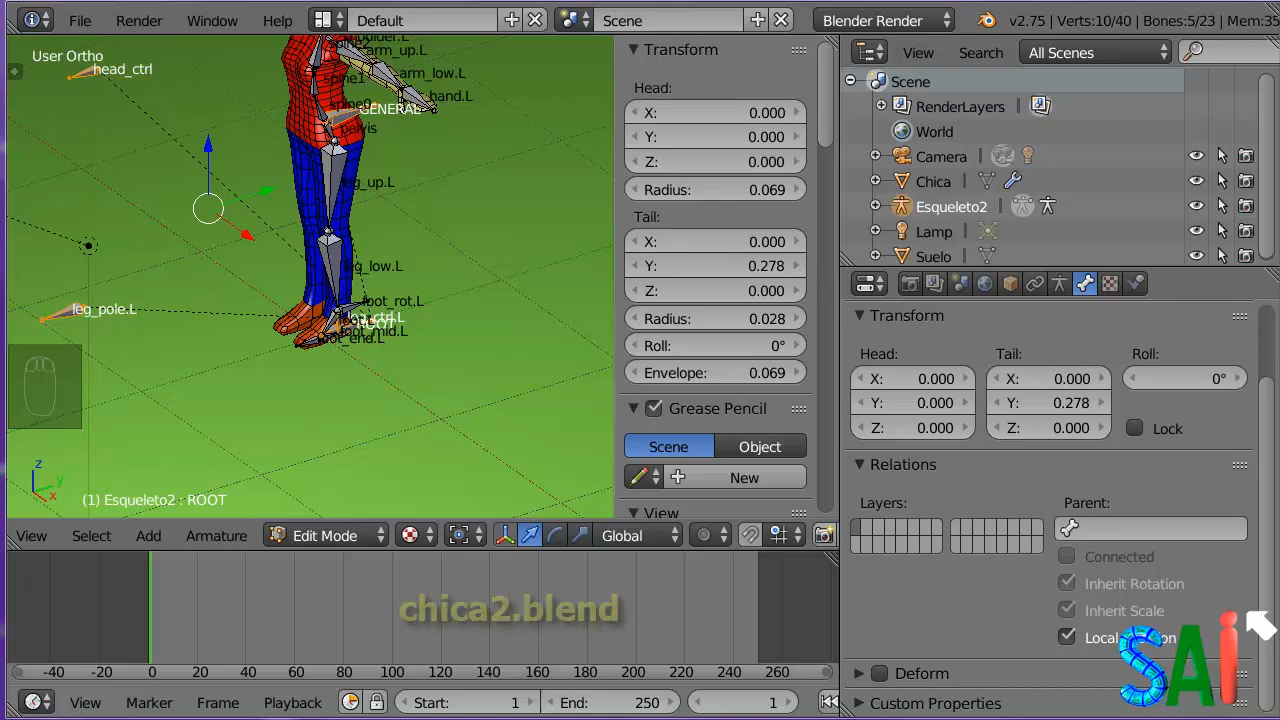 File Render Window Help Default Scene Blender Render v2.75 | Verts:10/40 | Bones:5/23 | Mem:35
User Ortho
head_ctrl
arm_up.L
arm_low.L
hand.L
spine1
GENERAL
pelvis
leg_up.L
leg_low.L
foot_rot.L
leg_pole.L
ROOT
foot_mid.L
foot_end.L
(1) Esqueleto2 : ROOT
View Select Add Armature Edit Mode Global
Transform
Head:
X: 0.000
Y: 0.000
Z: 0.000
Radius: 0.069
Tail:
X: 0.000
Y: 0.278
Z: 0.000
Radius: 0.028
Roll: 0°
Envelope: 0.069
Grease Pencil
Scene Object
New
View
View Search All Scenes
Scene
RenderLayers
World
Camera
Chica
Esqueleto2
Lamp
Suelo
Transform
Head: Tail: Roll:
X: 0.000 X: 0.000 0°
Y: 0.000 Y: 0.278
Z: 0.000 Z: 0.000 Lock
Relations
Layers: Parent:
Connected
Inherit Rotation
Inherit Scale
Local
Deform
Custom Properties
chica2.blend
SAi
-40 -20 0 20 40 60 80 100 120 140 160 180 200 220 240 260
View Marker Frame Playback Start: 1 End: 250 1
z
y
x